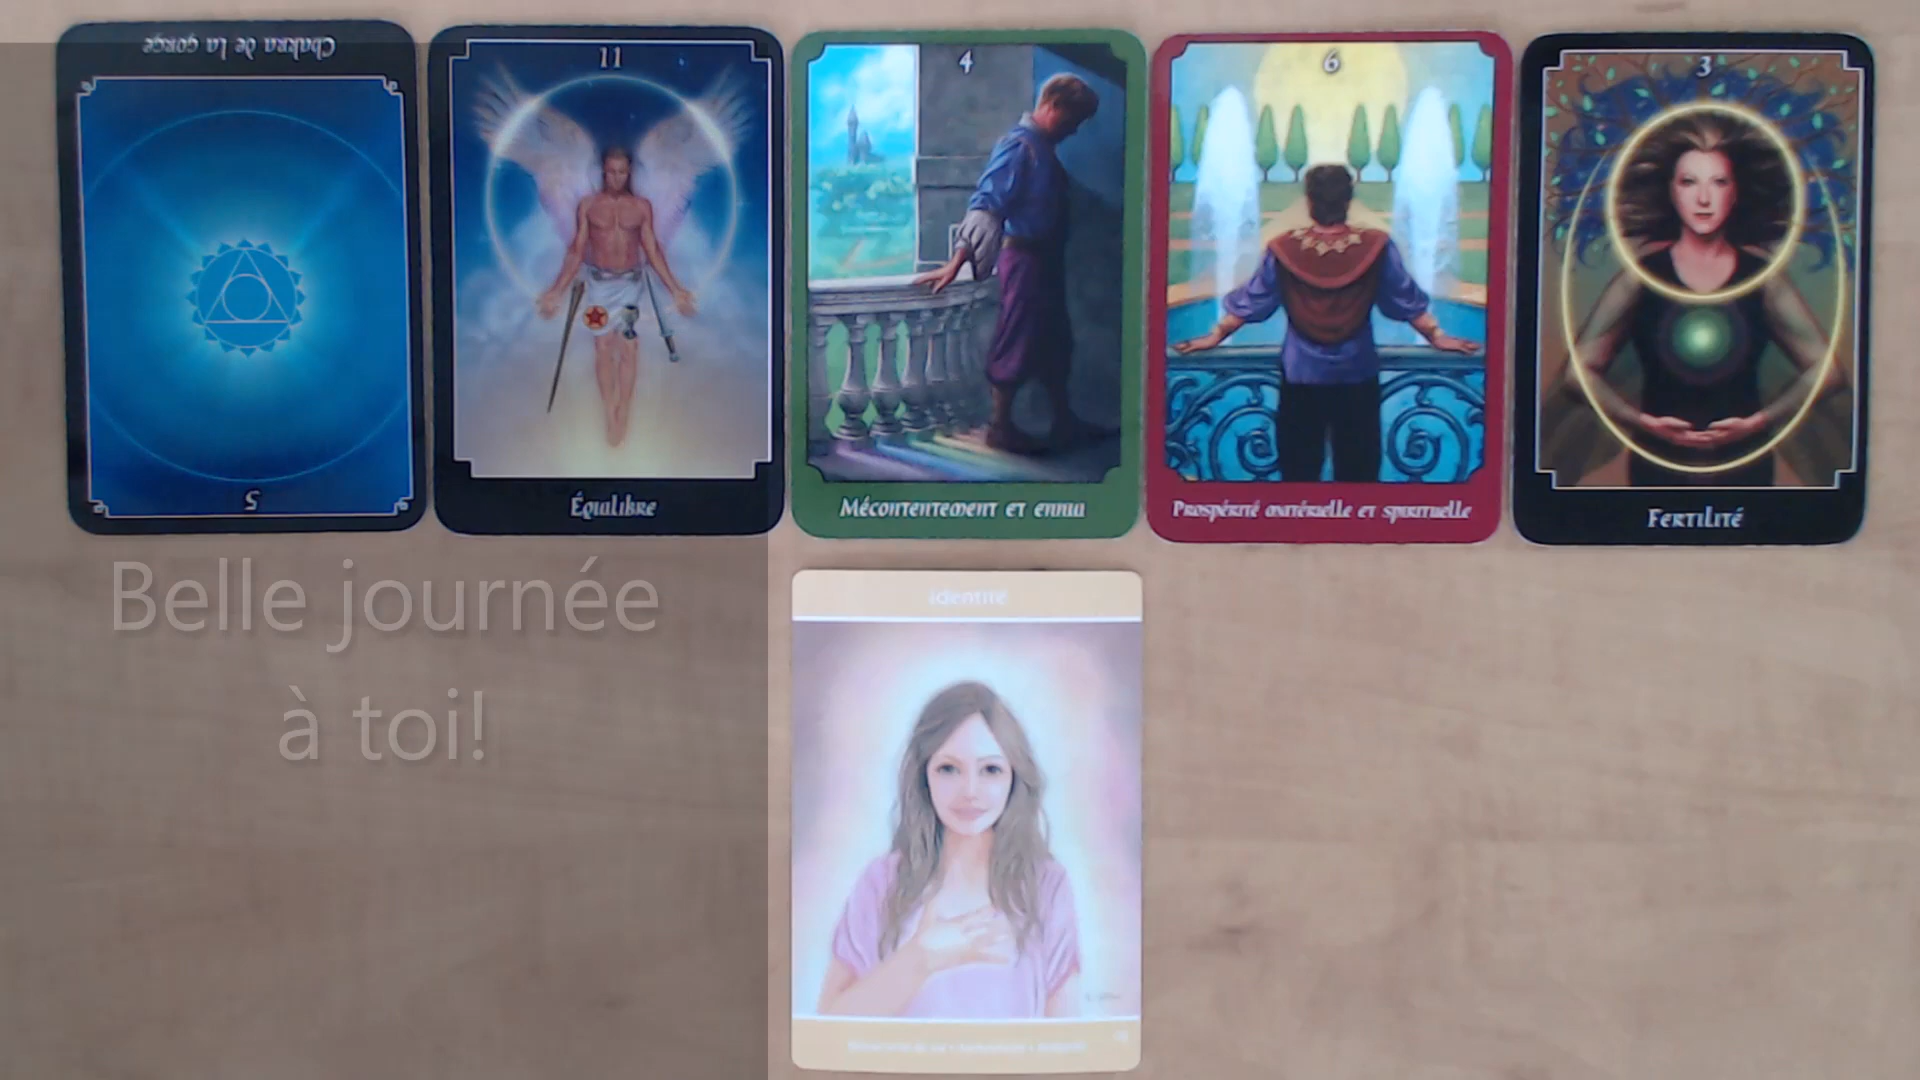 Chakra de la gorge
5
11
Équilibre
4
Mécontentement et ennui
6
Prospérité matérielle et spirituelle
3
Fertilité
Belle journée
à toi!
Identité